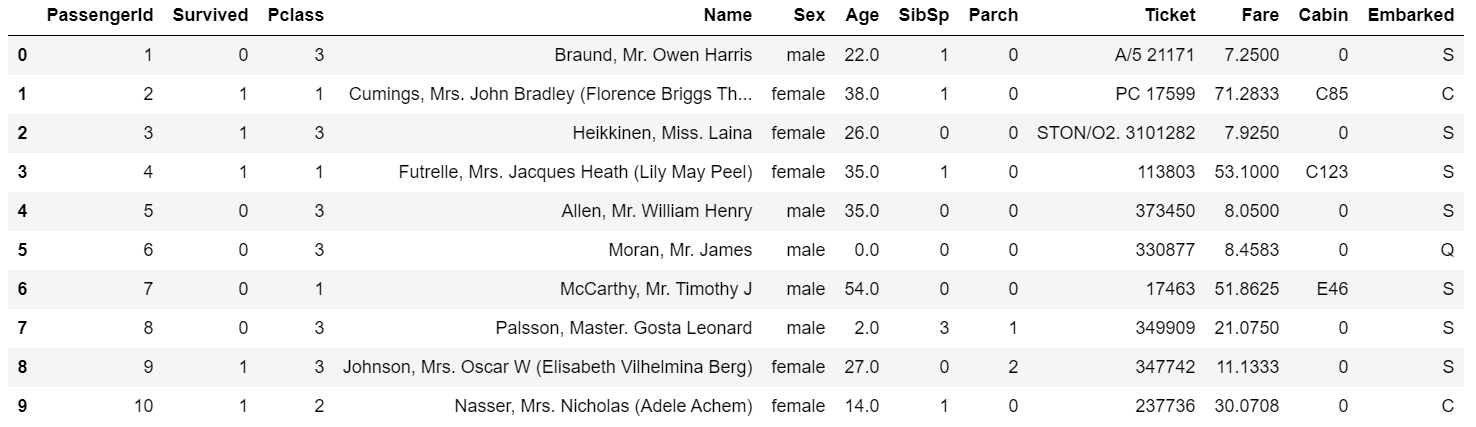 PassengerId Survived Pclass Name Sex Age SibSp Parch Ticket Fare Cabin Embarked
0 1 0 3 Braund, Mr. Owen Harris male 22.0 1 0 A/5 21171 7.2500 0 S
1 2 1 1 Cumings, Mrs. John Bradley (Florence Briggs Th... female 38.0 1 0 PC 17599 71.2833 C85 C
2 3 1 3 Heikkinen, Miss. Laina female 26.0 0 0 STON/O2. 3101282 7.9250 0 S
3 4 1 1 Futrelle, Mrs. Jacques Heath (Lily May Peel) female 35.0 1 0 113803 53.1000 C123 S
4 5 0 3 Allen, Mr. William Henry male 35.0 0 0 373450 8.0500 0 S
5 6 0 3 Moran, Mr. James male 0.0 0 0 330877 8.4583 0 Q
6 7 0 1 McCarthy, Mr. Timothy J male 54.0 0 0 17463 51.8625 E46 S
7 8 0 3 Palsson, Master. Gosta Leonard male 2.0 3 1 349909 21.0750 0 S
8 9 1 3 Johnson, Mrs. Oscar W (Elisabeth Vilhelmina Berg) female 27.0 0 2 347742 11.1333 0 S
9 10 1 2 Nasser, Mrs. Nicholas (Adele Achem) female 14.0 1 0 237736 30.0708 0 C